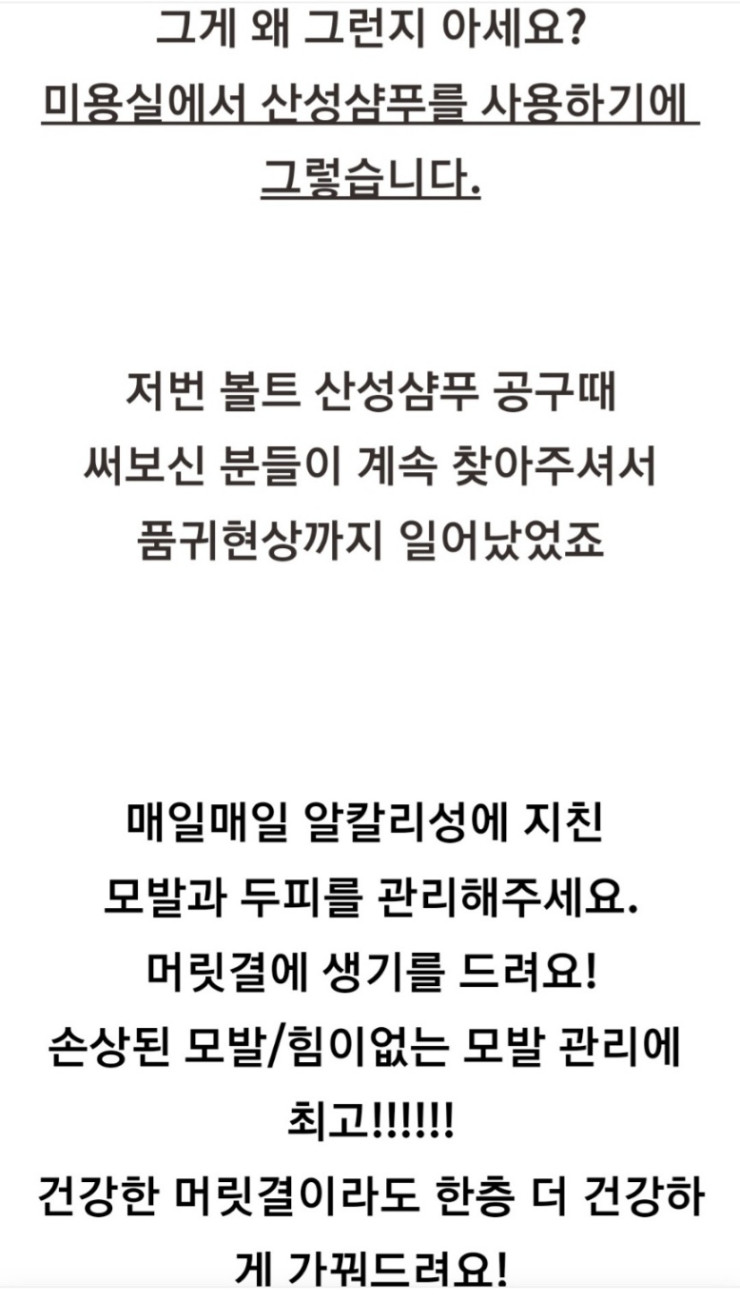 그게 왜 그런지 아세요?
미용실에서 산성샴푸를 사용하기에
그렇습니다.
저번 볼트 산성샴푸 공구때
써보신 분들이 계속 찾아주셔서
품귀현상까지 일어났었죠
매일매일 알칼리성에 지친
모발과 두피를 관리해주세요.
머릿결에 생기를 드려요!
손상된 모발/힘이없는 모발 관리에
최고!!!!!!
건강한 머릿결이라도 한층 더 건강하
게 가꿔드려요!